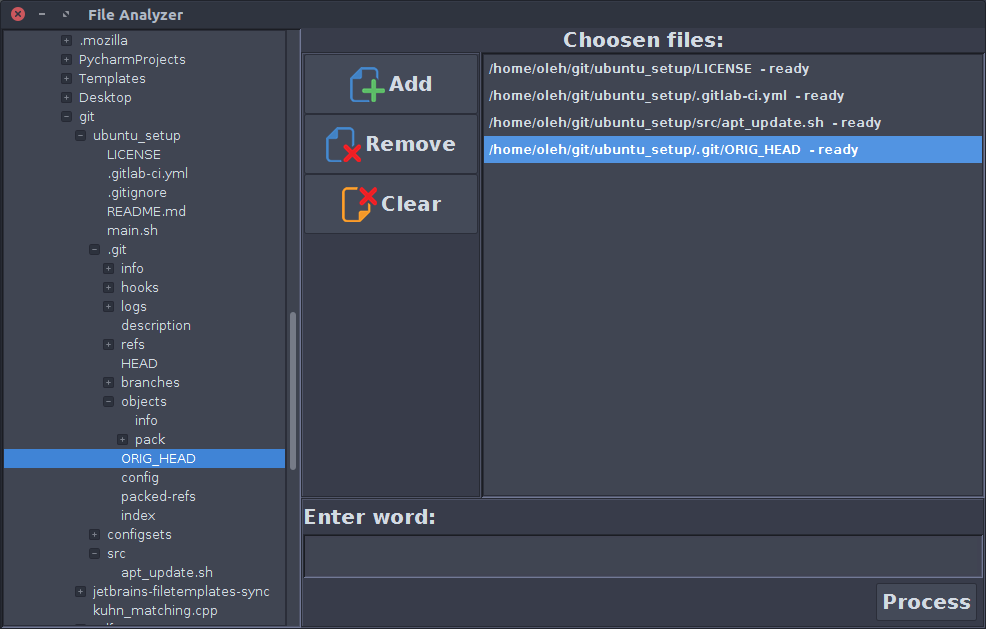 File Analyzer
.mozilla
PycharmProjects
Templates
Desktop
git
ubuntu_setup
LICENSE
.gitlab-ci.yml
.gitignore
README.md
main.sh
.git
info
hooks
logs
description
refs
HEAD
branches
objects
info
pack
ORIG_HEAD
config
packed-refs
index
configsets
src
apt_update.sh
jetbrains-filetemplates-sync
kuhn_matching.cpp
Add
Remove
Clear
Choosen files:
/home/oleh/git/ubuntu_setup/LICENSE - ready
/home/oleh/git/ubuntu_setup/.gitlab-ci.yml - ready
/home/oleh/git/ubuntu_setup/src/apt_update.sh - ready
/home/oleh/git/ubuntu_setup/.git/ORIG_HEAD - ready
Enter word:
Process